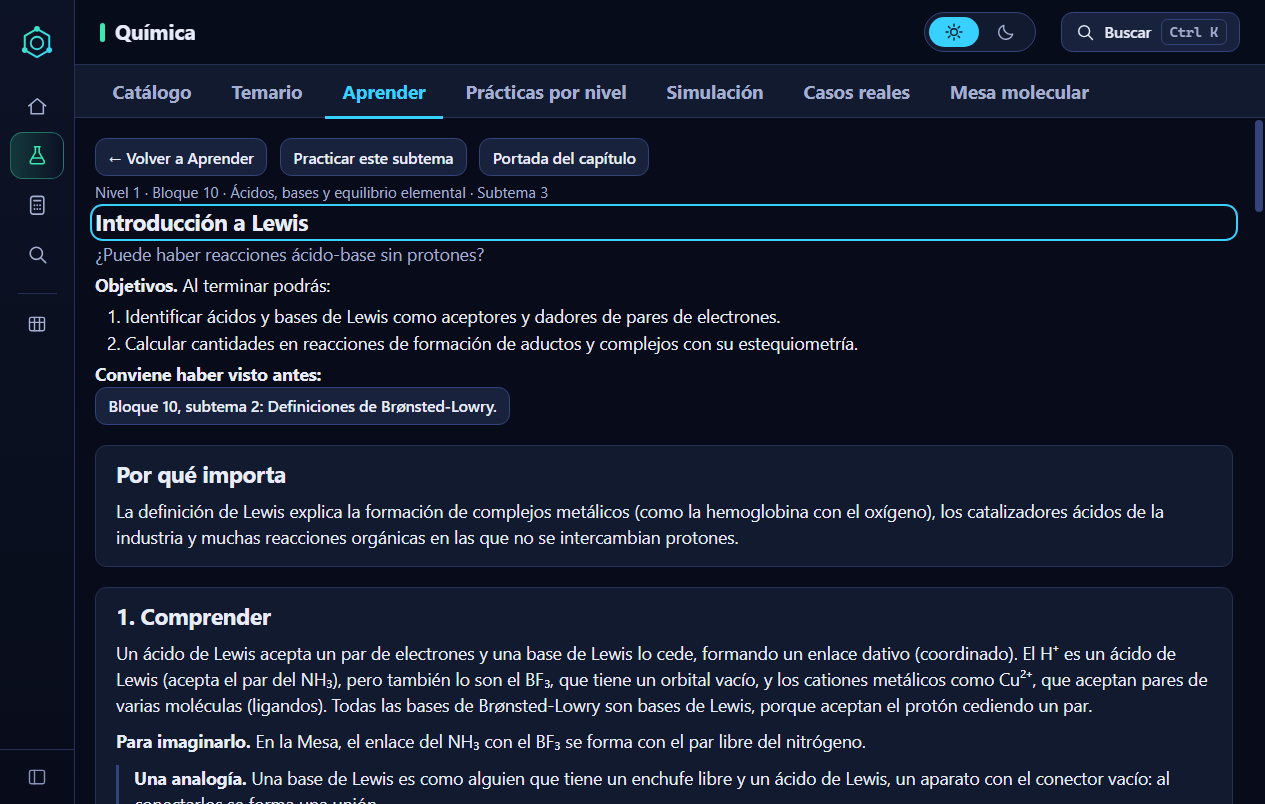 Química
Buscar Ctrl K
Catálogo Temario Aprender Prácticas por nivel Simulación Casos reales Mesa molecular
← Volver a Aprender Practicar este subtema Portada del capítulo
Nivel 1 · Bloque 10 · Ácidos, bases y equilibrio elemental · Subtema 3
Introducción a Lewis
¿Puede haber reacciones ácido-base sin protones?
Objetivos. Al terminar podrás:
1. Identificar ácidos y bases de Lewis como aceptores y dadores de pares de electrones.
2. Calcular cantidades en reacciones de formación de aductos y complejos con su estequiometría.
Conviene haber visto antes:
Bloque 10, subtema 2: Definiciones de Brønsted-Lowry.
Por qué importa
La definición de Lewis explica la formación de complejos metálicos (como la hemoglobina con el oxígeno), los catalizadores ácidos de la
industria y muchas reacciones orgánicas en las que no se intercambian protones.
1. Comprender
Un ácido de Lewis acepta un par de electrones y una base de Lewis lo cede, formando un enlace dativo (coordinado). El H⁺ es un ácido de
Lewis (acepta el par del NH₃), pero también lo son el BF₃, que tiene un orbital vacío, y los cationes metálicos como Cu²⁺, que aceptan pares de
varias moléculas (ligandos). Todas las bases de Brønsted-Lowry son bases de Lewis, porque aceptan el protón cediendo un par.
Para imaginarlo. En la Mesa, el enlace del NH₃ con el BF₃ se forma con el par libre del nitrógeno.
Una analogía. Una base de Lewis es como alguien que tiene un enchufe libre y un ácido de Lewis, un aparato con el conector vacío: al
conectarlos se forma una unión.